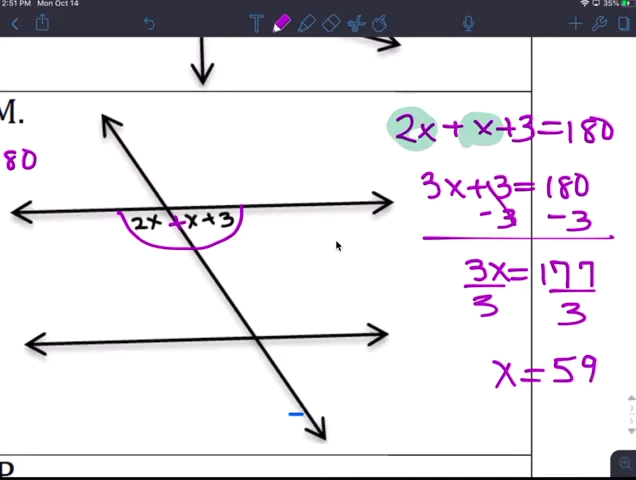 2:51 PM Mon Oct 14
35%
M.
80
2x + x + 3 = 180
3x + 3 = 180
- 3 - 3
3x = 177
3 3
x = 59
2x + x + 3